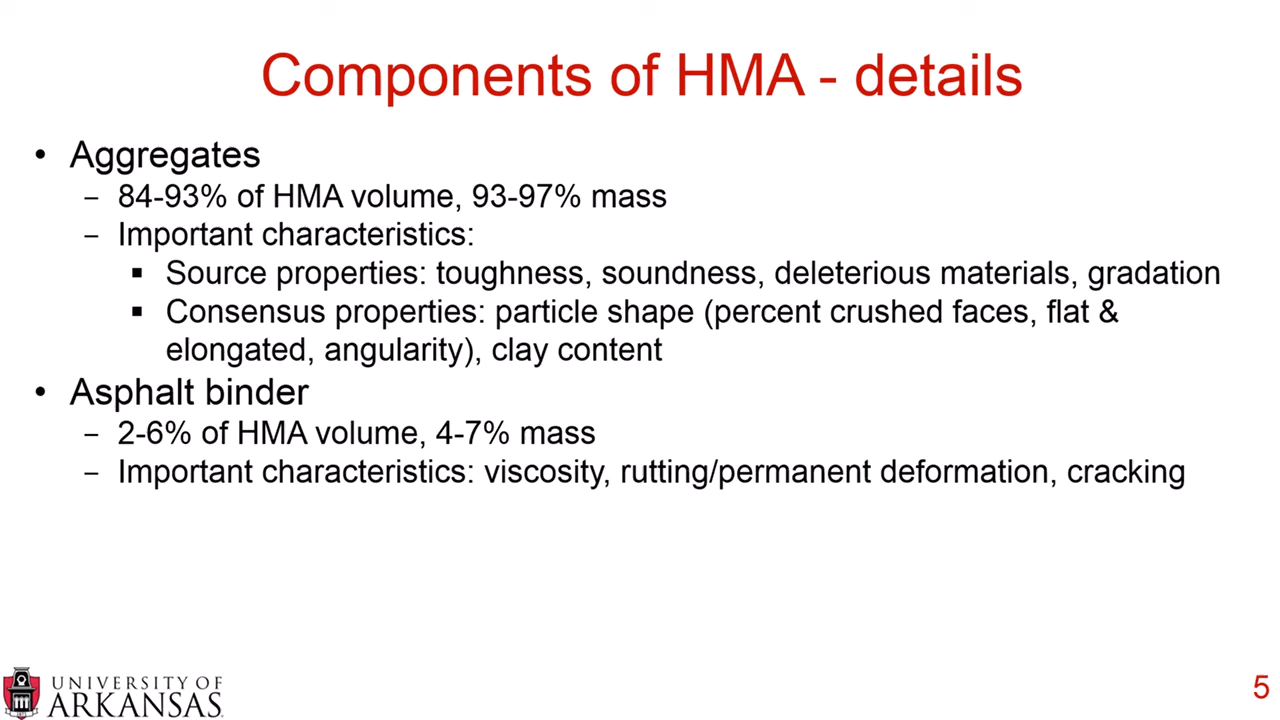 Components of HMA - details
• Aggregates
– 84-93% of HMA volume, 93-97% mass
– Important characteristics:
▪ Source properties: toughness, soundness, deleterious materials, gradation
▪ Consensus properties: particle shape (percent crushed faces, flat &
elongated, angularity), clay content
• Asphalt binder
– 2-6% of HMA volume, 4-7% mass
– Important characteristics: viscosity, rutting/permanent deformation, cracking
UNIVERSITY OF
ARKANSAS
5